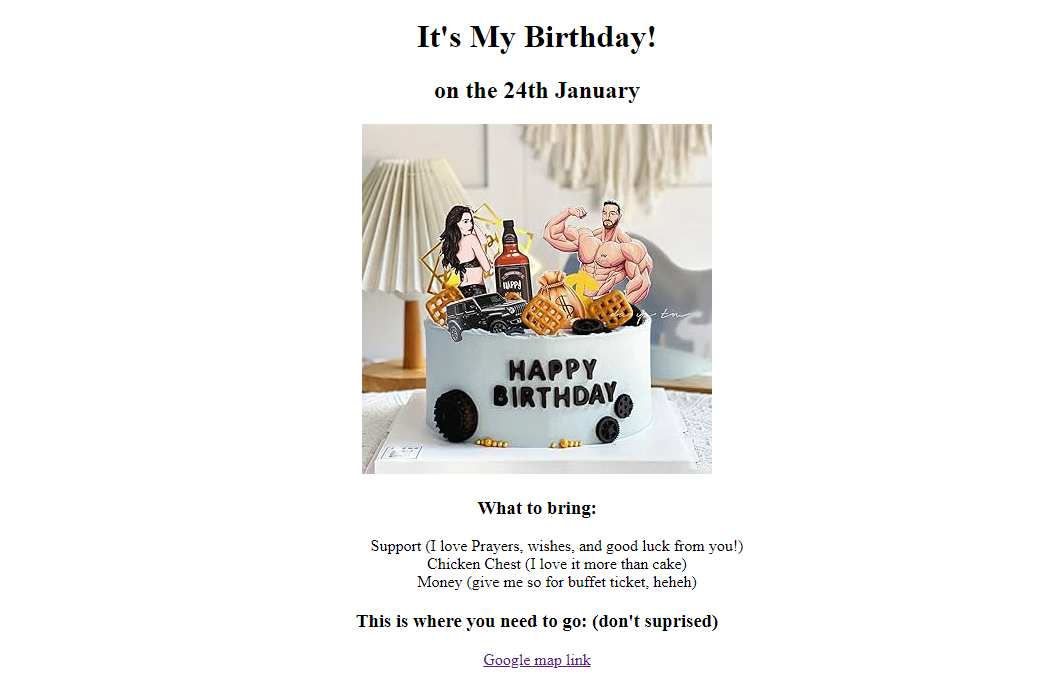 It's My Birthday!
on the 24th January
HAPPY
HAPPY
BIRTHDAY
What to bring:
Support (I love Prayers, wishes, and good luck from you!)
Chicken Chest (I love it more than cake)
Money (give me so for buffet ticket, heheh)
This is where you need to go: (don't suprised)
Google map link